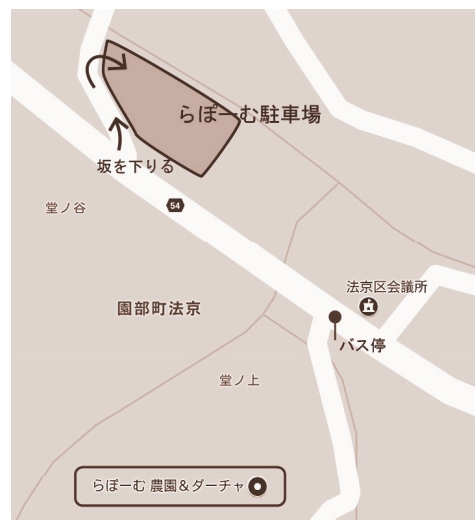 らぽーむ駐車場
坂を下りる
堂ノ谷
54
法京区会議所
園部町法京
バス停
堂ノ上
らぽーむ 農園&ダーチャ